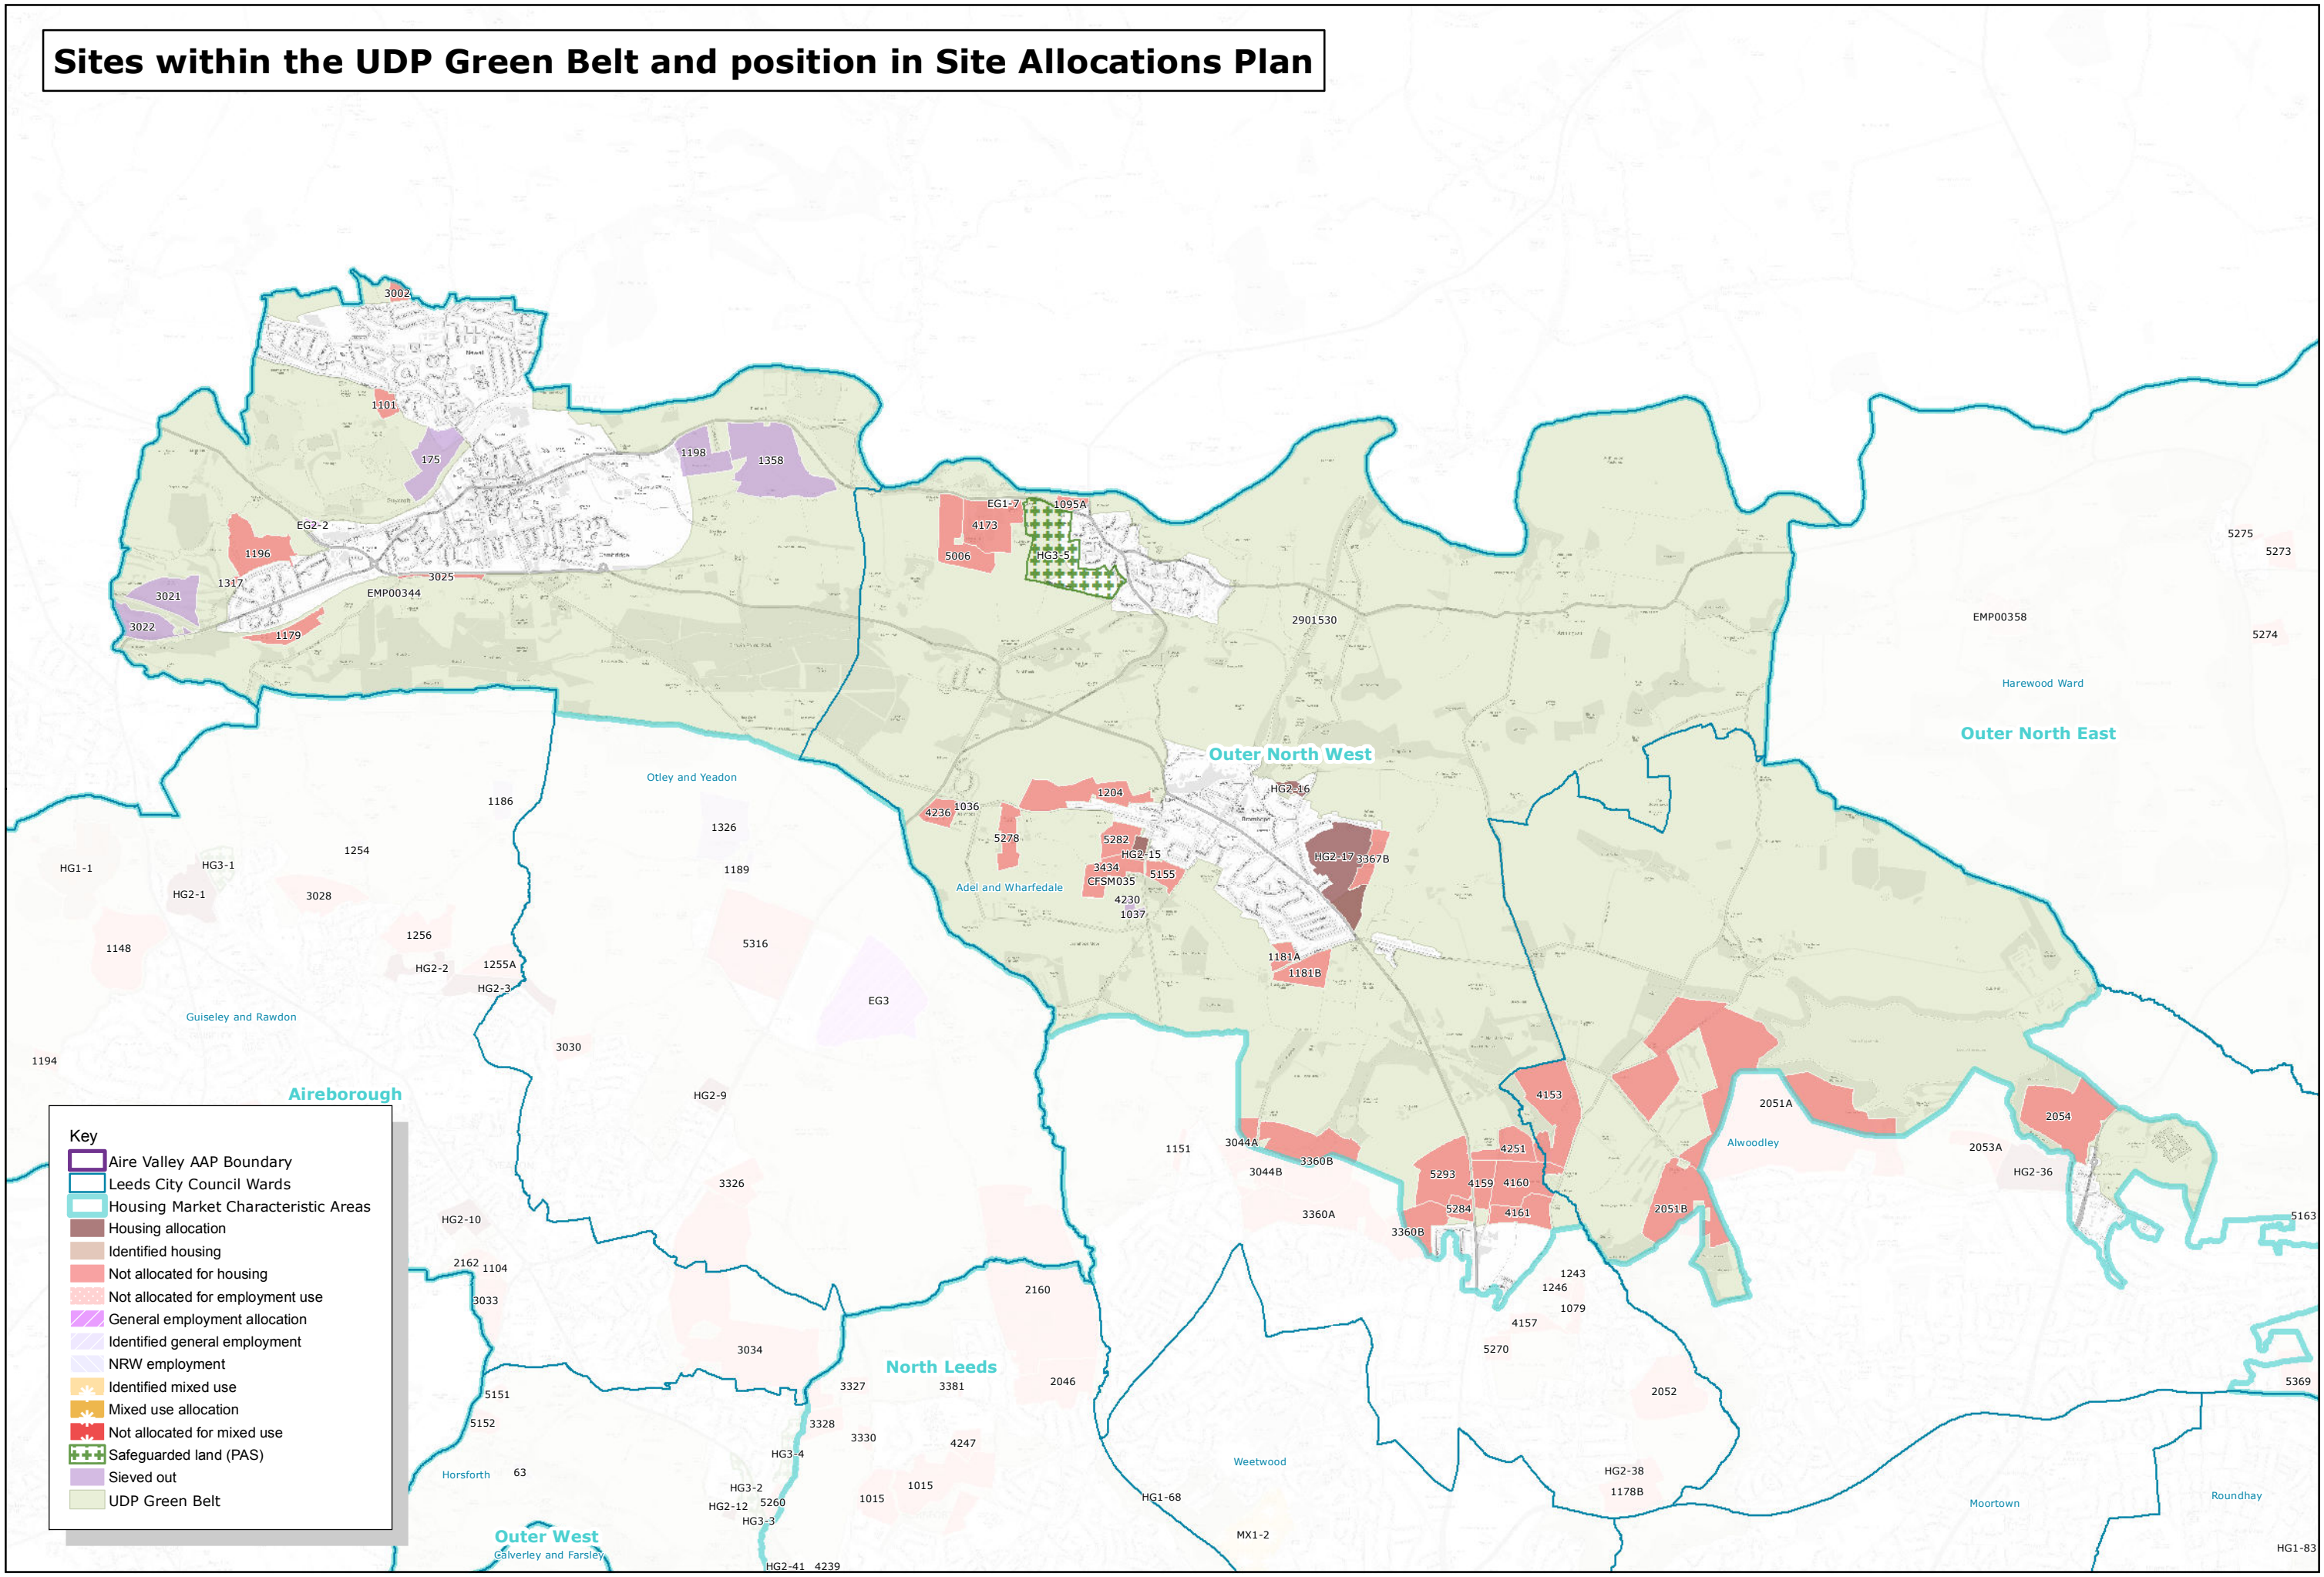 Sites within the UDP Green Belt and position in Site Allocations Plan
3002
Newall
OTLEY
1101
175
1198
1358
EG2-2
1196
1317
3025
EMP00344
3021
3022
1179
EG1-7
1095A
4173
5006
HG3-5
2901530
5275
5273
EMP00358
5274
Harewood Ward
Outer North East
Outer North West
Otley and Yeadon
1186
1326
1189
1254
HG1-1
HG3-1
HG2-1
3028
1148
1256
HG2-2
1255A
HG2-3
5316
EG3
4236
1036
1204
5278
5282
HG2-15
3434
CFSM035
5155
4230
1037
HG2-16
Bramhope
HG2-17
3367B
Adel and Wharfedale
1181A
1181B
Guiseley and Rawdon
1194
3030
Aireborough
HG2-9
4153
2051A
2054
Alwoodley
2053A
HG2-36
1151
3044A
3044B
3360B
4251
5293
4159
4160
5284
4161
3360A
3360B
2051B
5163
3326
HG2-10
2162
1104
3033
2160
1243
1246
1079
4157
5270
3034
North Leeds
3327
3381
2046
2052
5369
5151
5152
3328
3330
4247
HG3-4
Horsforth
63
HG3-2
HG2-12
5260
HG3-3
1015
1015
HG1-68
Weetwood
HG2-38
1178B
Moortown
Roundhay
MX1-2
Outer West
Calverley and Farsley
HG2-41
4239
HG1-83
Key
Aire Valley AAP Boundary
Leeds City Council Wards
Housing Market Characteristic Areas
Housing allocation
Identified housing
Not allocated for housing
Not allocated for employment use
General employment allocation
Identified general employment
NRW employment
Identified mixed use
Mixed use allocation
Not allocated for mixed use
Safeguarded land (PAS)
Sieved out
UDP Green Belt